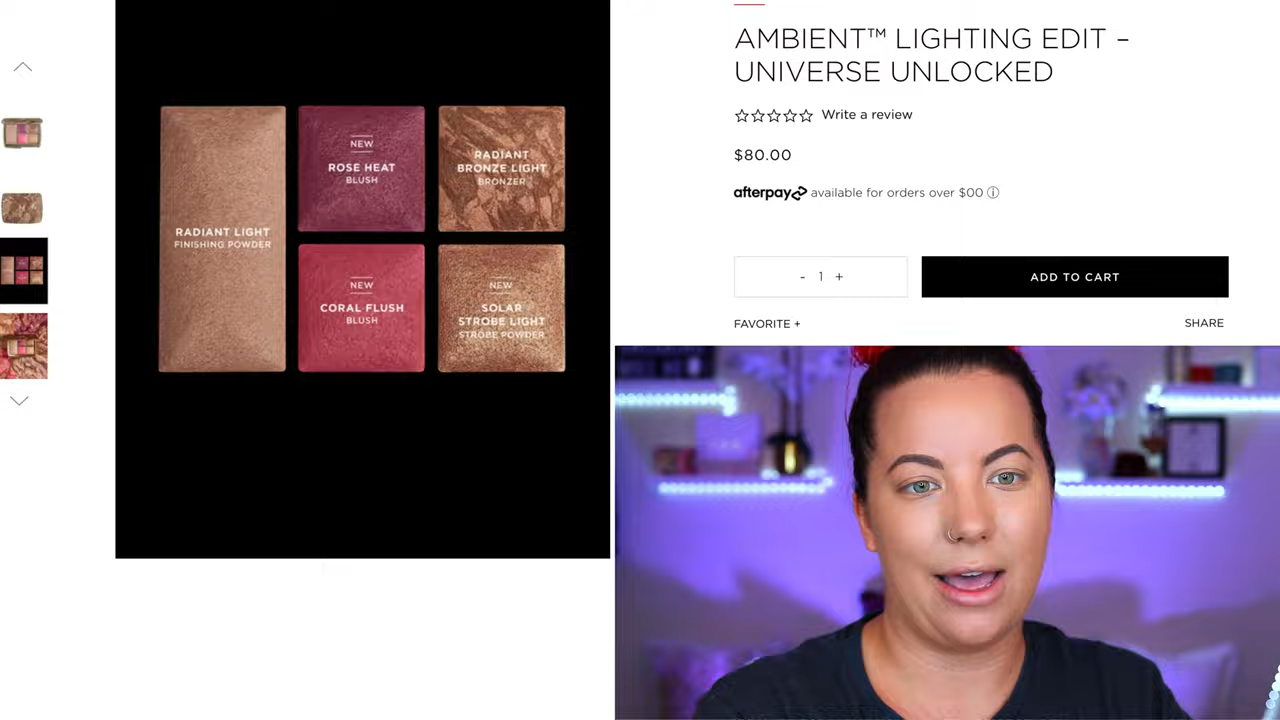 RADIANT LIGHT
FINISHING POWDER
NEW
ROSE HEAT
BLUSH
RADIANT
BRONZE LIGHT
BRONZER
NEW
CORAL FLUSH
BLUSH
NEW
SOLAR
STROBE LIGHT
STROBE POWDER
AMBIENT™ LIGHTING EDIT –
UNIVERSE UNLOCKED
Write a review
$80.00
afterpay available for orders over $00 ⓘ
- 1 +
ADD TO CART
FAVORITE +
SHARE